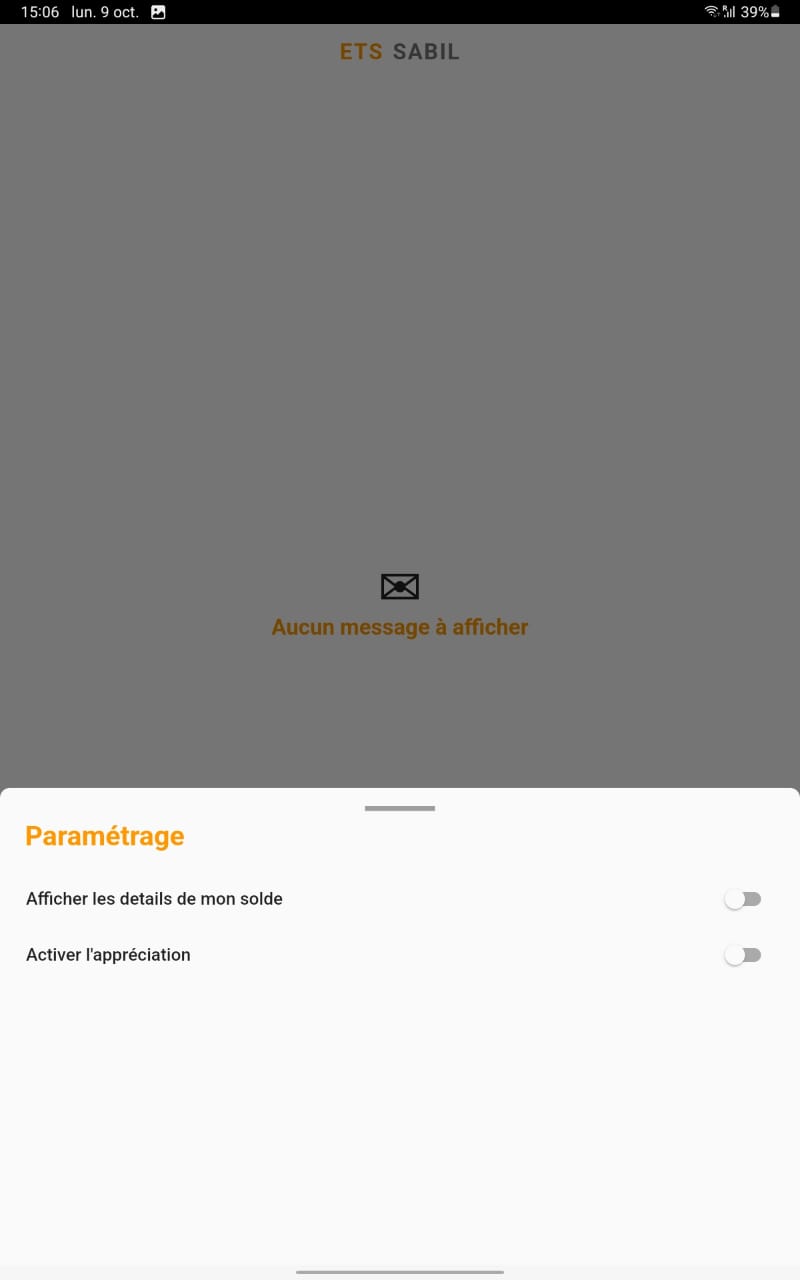 15:06 lun. 9 oct. 39%
ETS SABIL
Aucun message à afficher
Paramétrage
Afficher les details de mon solde
Activer l'appréciation